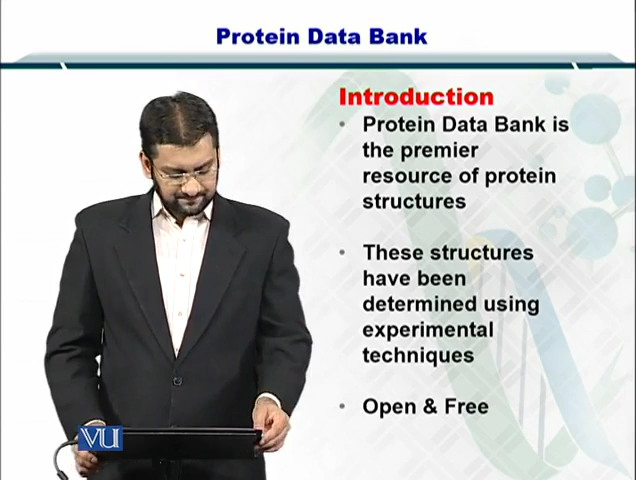 Protein Data Bank
Introduction
• Protein Data Bank is
the premier
resource of protein
structures
• These structures
have been
determined using
experimental
techniques
• Open & Free
VU